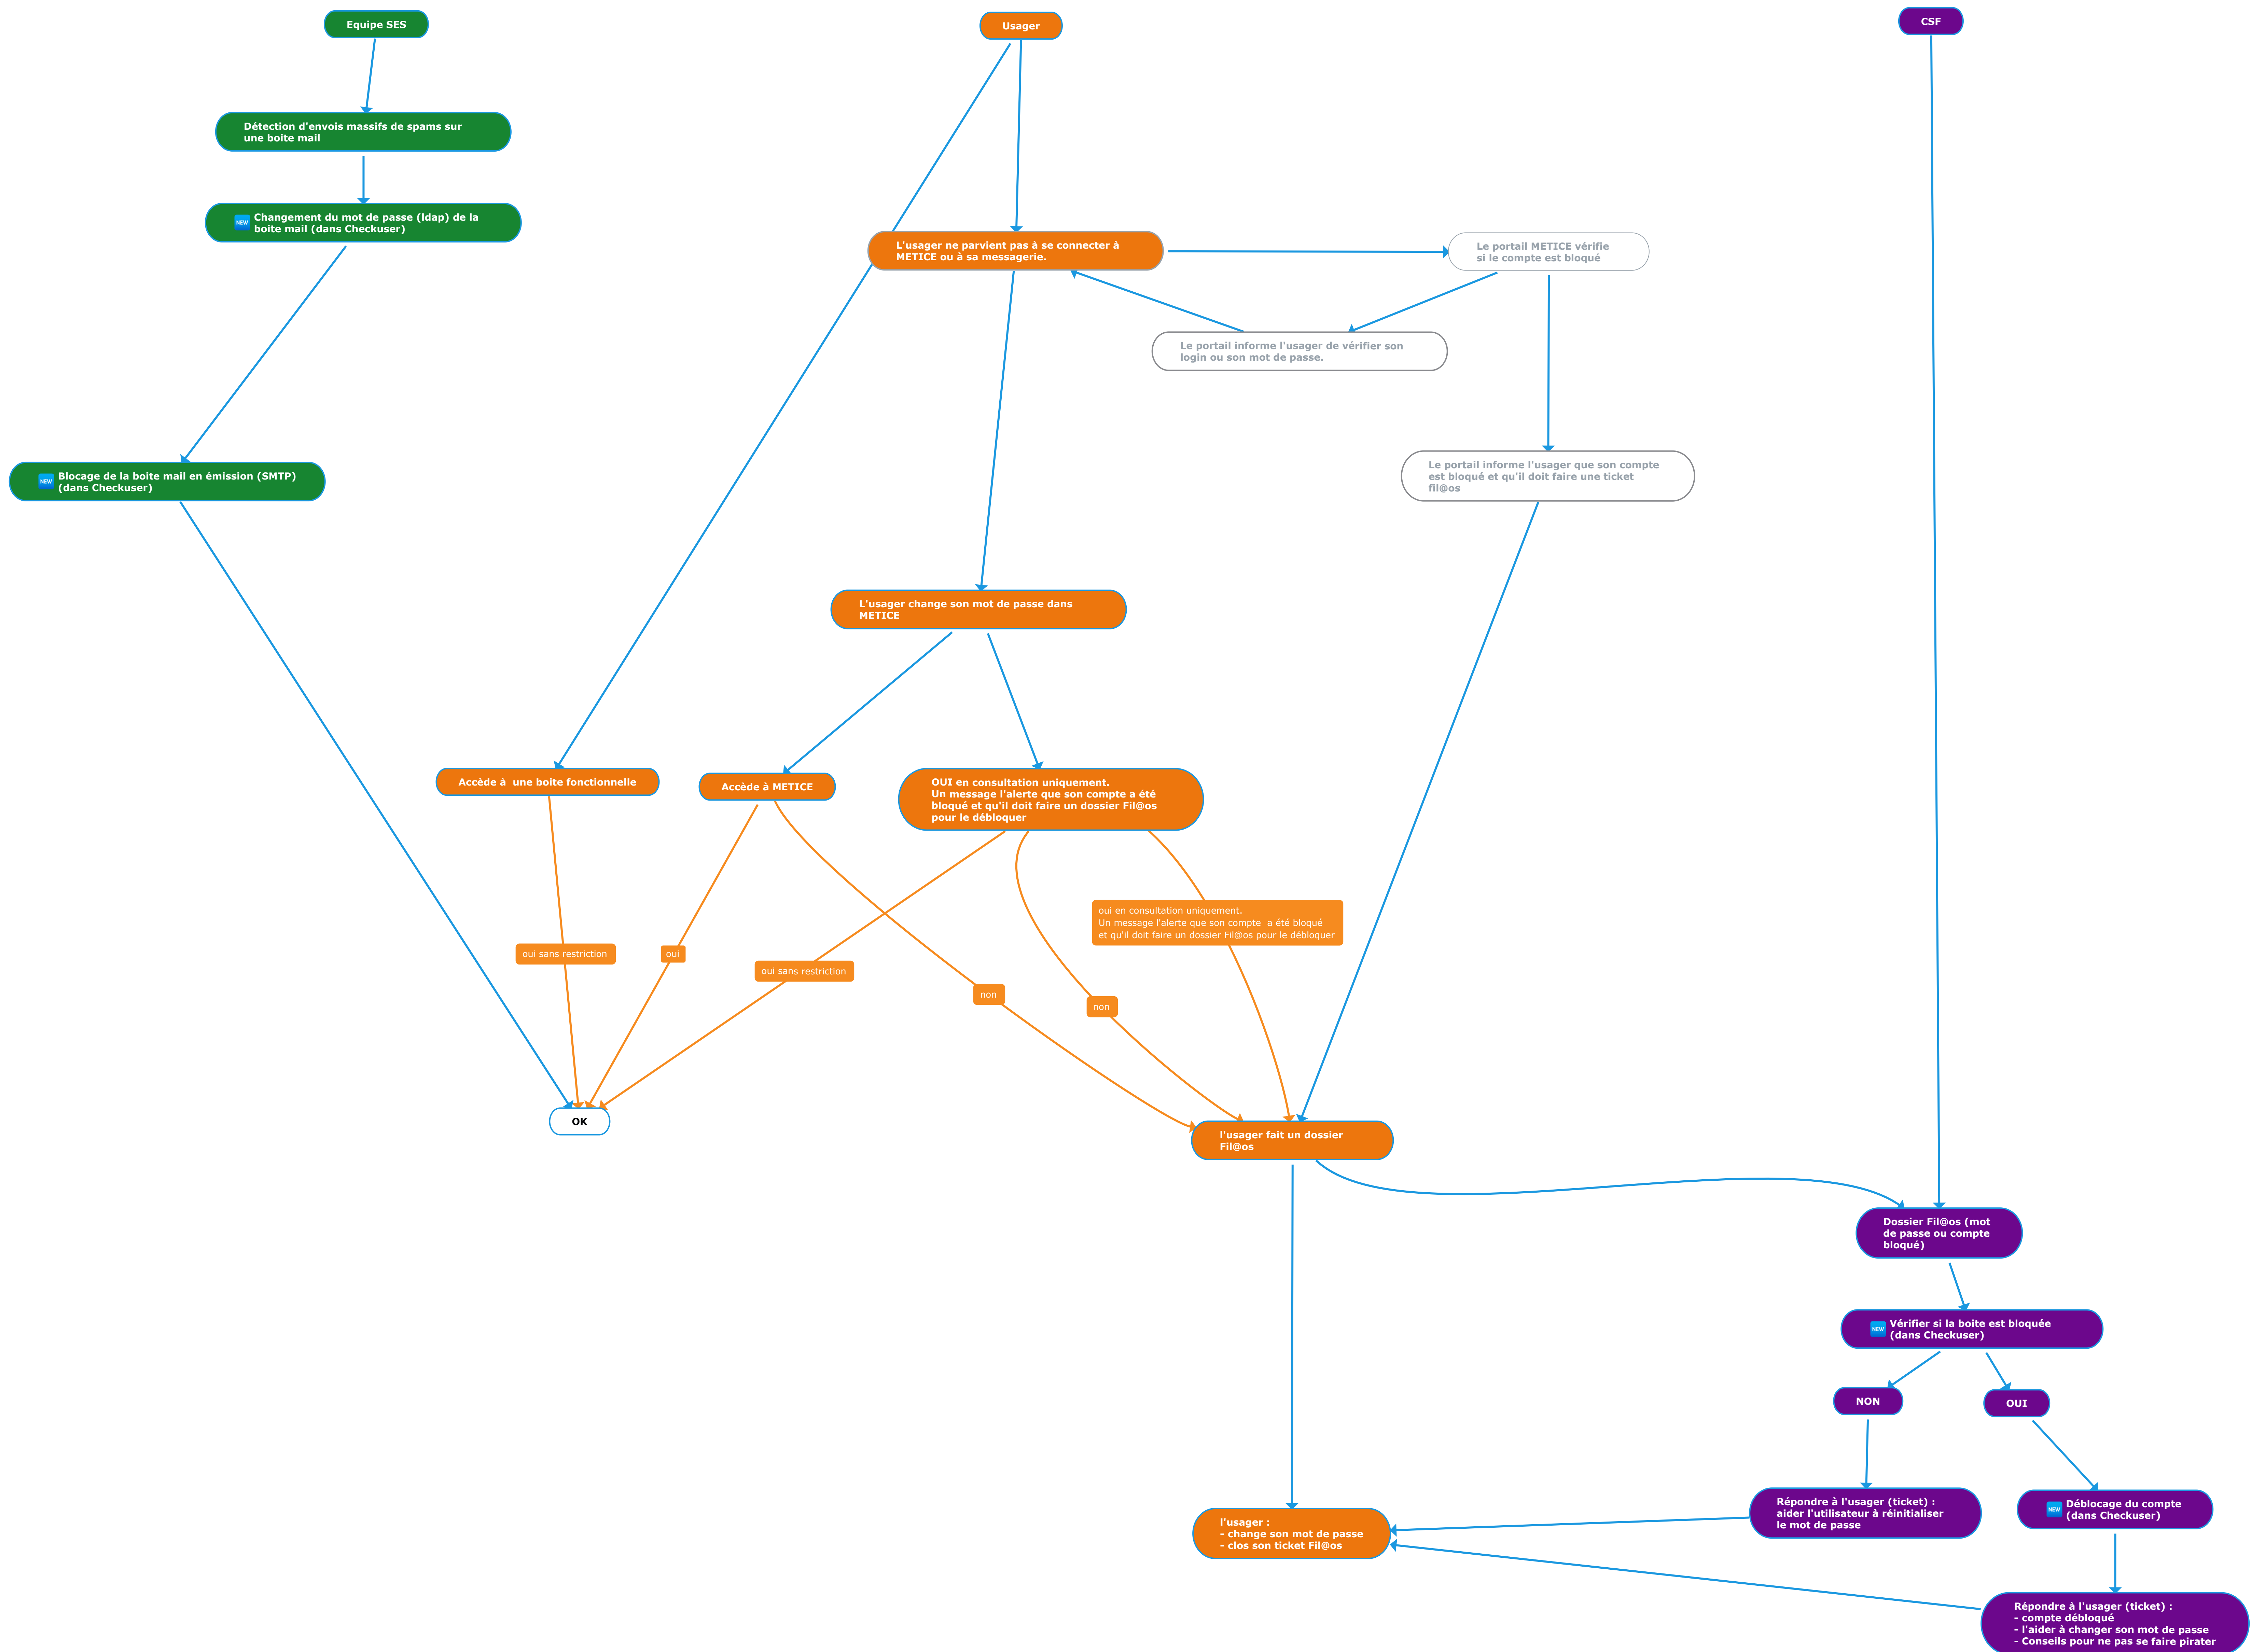 Equipe SES
Usager
CSF
Détection d'envois massifs de spams sur
une boite mail
NEW
Changement du mot de passe (ldap) de la
boite mail (dans Checkuser)
L'usager ne parvient pas à se connecter à
METICE ou à sa messagerie.
Le portail METICE vérifie
si le compte est bloqué
Le portail informe l'usager de vérifier son
login ou son mot de passe.
NEW
Blocage de la boite mail en émission (SMTP)
(dans Checkuser)
Le portail informe l'usager que son compte
est bloqué et qu'il doit faire une ticket
fil@os
L'usager change son mot de passe dans
METICE
Accède à  une boite fonctionnelle
Accède à METICE
OUI en consultation uniquement.
Un message l'alerte que son compte a été
bloqué et qu'il doit faire un dossier Fil@os
pour le débloquer
oui en consultation uniquement.
Un message l'alerte que son compte  a été bloqué
et qu'il doit faire un dossier Fil@os pour le débloquer
oui sans restriction
oui
oui sans restriction
non
non
OK
l'usager fait un dossier
Fil@os
Dossier Fil@os (mot
de passe ou compte
bloqué)
NEW
Vérifier si la boite est bloquée
(dans Checkuser)
NON
OUI
Répondre à l'usager (ticket) :
aider l'utilisateur à réinitialiser
le mot de passe
NEW
Déblocage du compte
(dans Checkuser)
l'usager :
- change son mot de passe
- clos son ticket Fil@os
Répondre à l'usager (ticket) :
- compte débloqué
- l'aider à changer son mot de passe
- Conseils pour ne pas se faire pirater